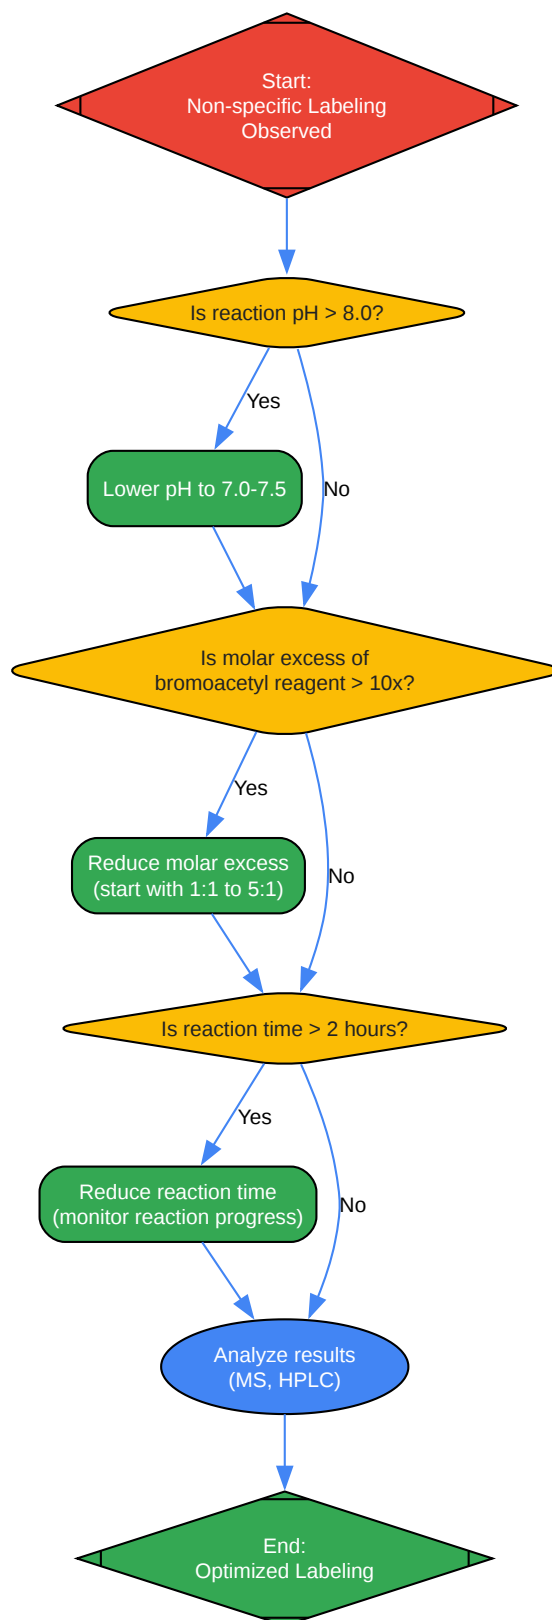 Start:
Non-specific Labeling
Observed
Is reaction pH > 8.0?
Yes
Lower pH to 7.0-7.5
No
Is molar excess of
bromoacetyl reagent > 10x?
Yes
Reduce molar excess
(start with 1:1 to 5:1)
No
Is reaction time > 2 hours?
Yes
Reduce reaction time
(monitor reaction progress)
No
Analyze results
(MS, HPLC)
End:
Optimized Labeling